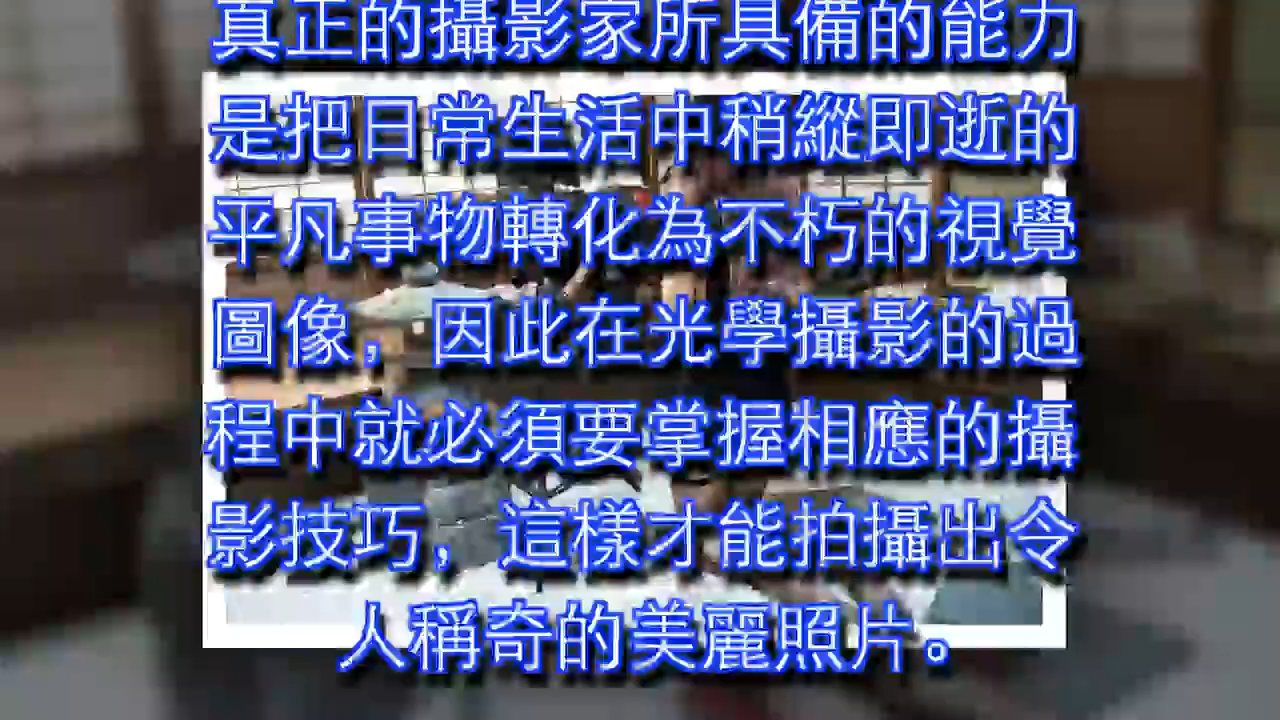 真正的攝影家所具備的能力
是把日常生活中稍縱即逝的
平凡事物轉化為不朽的視覺
圖像，因此在光學攝影的過
程中就必須要掌握相應的攝
影技巧，這樣才能拍攝出令
人稱奇的美麗照片。